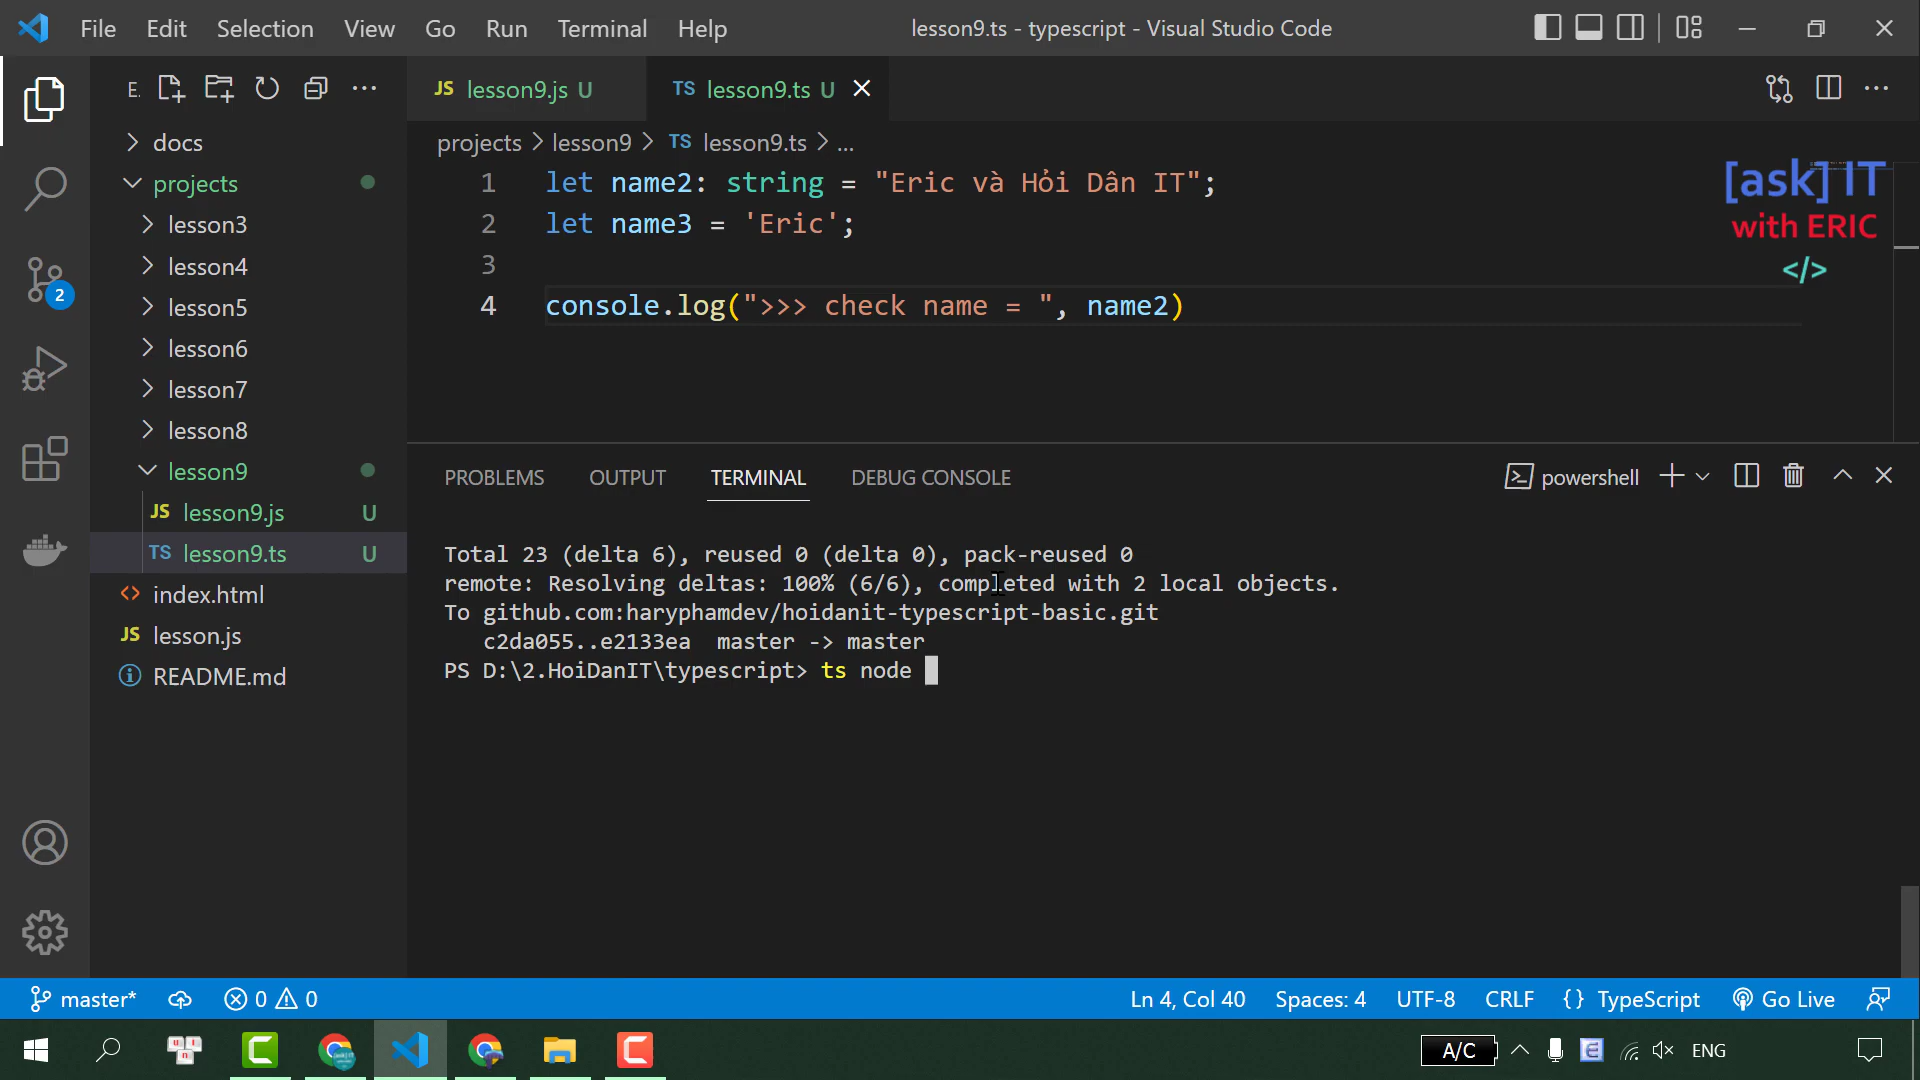 File Edit Selection View Go Run Terminal Help
lesson9.ts - typescript - Visual Studio Code
E.
JS lesson9.js U
TS lesson9.ts U
docs
projects
lesson3
lesson4
lesson5
lesson6
lesson7
lesson8
lesson9
JS lesson9.js U
TS lesson9.ts U
index.html
JS lesson.js
README.md
2
projects > lesson9 > TS lesson9.ts > ...
1 let name2: string = "Eric và Hỏi Dân IT";
2 let name3 = 'Eric';
3
4 console.log(">>> check name = ", name2)
[ask] IT
with ERIC
</>
PROBLEMS OUTPUT TERMINAL DEBUG CONSOLE
powershell
Total 23 (delta 6), reused 0 (delta 0), pack-reused 0
remote: Resolving deltas: 100% (6/6), completed with 2 local objects.
To github.com:haryphamdev/hoidanit-typescript-basic.git
c2da055..e2133ea master -> master
PS D:\2.HoiDanIT\typescript> ts node
master* 0 0
Ln 4, Col 40 Spaces: 4 UTF-8 CRLF {} TypeScript Go Live
A/C ENG